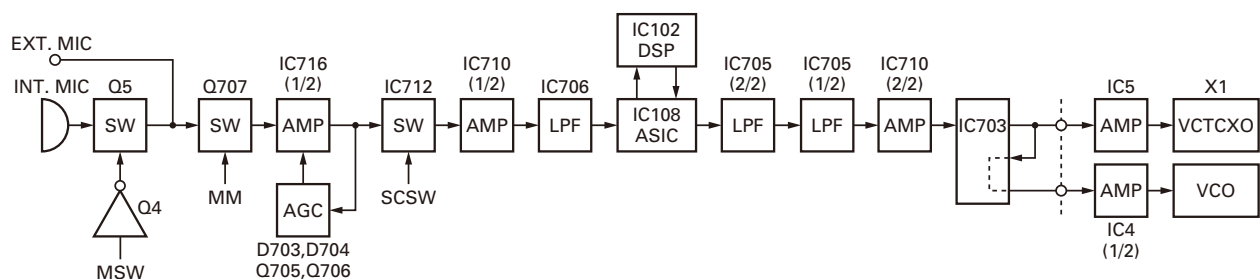 EXT. MIC
INT. MIC
Q5
SW
Q4
MSW
Q707
SW
MM
IC716
(1/2)
AMP
AGC
D703,D704
Q705,Q706
IC712
SW
SCSW
IC710
(1/2)
AMP
IC706
LPF
IC102
DSP
IC108
ASIC
IC705
(2/2)
LPF
IC705
(1/2)
LPF
IC710
(2/2)
AMP
IC703
IC5
AMP
X1
VCTCXO
AMP
IC4
(1/2)
VCO